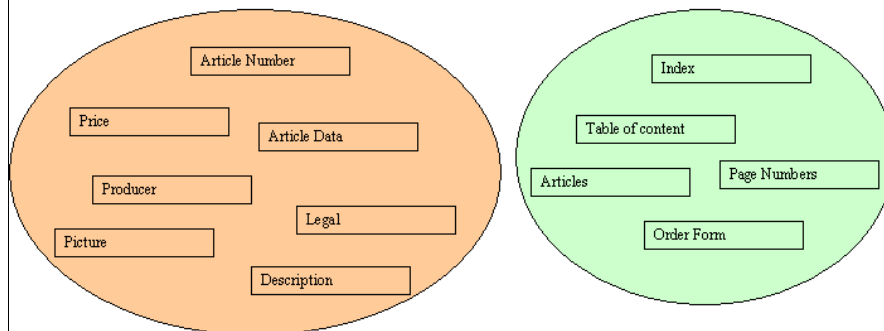 Article Number
Price
Article Data
Producer
Legal
Picture
Description
Index
Table of content
Articles
Page Numbers
Order Form